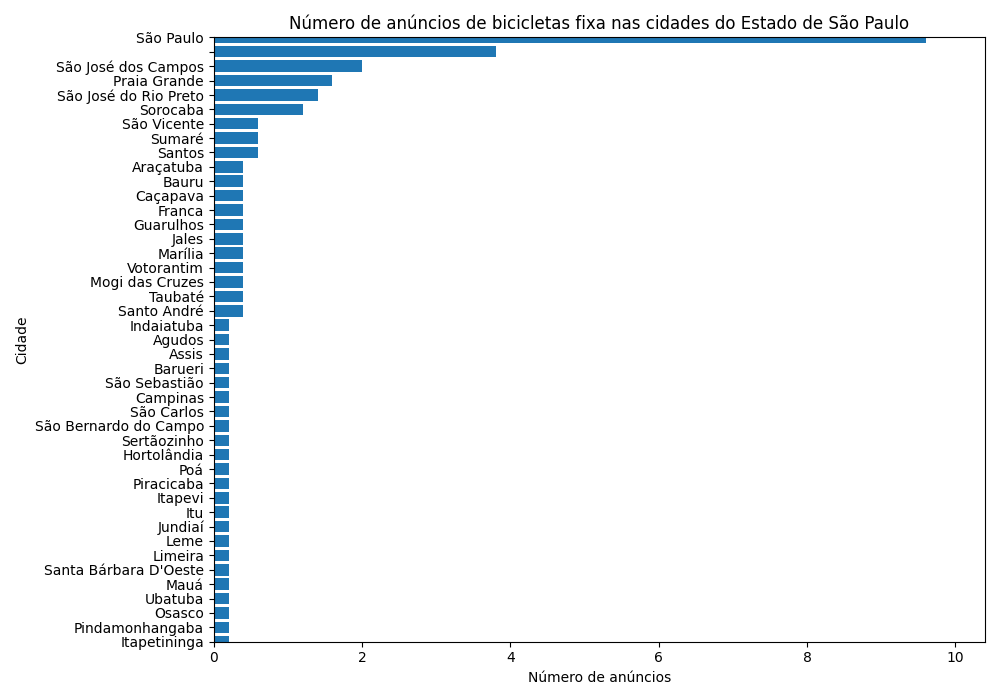 Número de anúncios de bicicletas fixa nas cidades do Estado de São Paulo
São Paulo
São José dos Campos
Praia Grande
São José do Rio Preto
Sorocaba
São Vicente
Sumaré
Santos
Araçatuba
Bauru
Caçapava
Franca
Guarulhos
Jales
Marília
Votorantim
Mogi das Cruzes
Taubaté
Santo André
Indaiatuba
Agudos
Assis
Barueri
São Sebastião
Campinas
São Carlos
São Bernardo do Campo
Sertãozinho
Hortolândia
Poá
Piracicaba
Itapevi
Itu
Jundiaí
Leme
Limeira
Santa Bárbara D'Oeste
Mauá
Ubatuba
Osasco
Pindamonhangaba
Itapetininga
Cidade
0 2 4 6 8 10
Número de anúncios